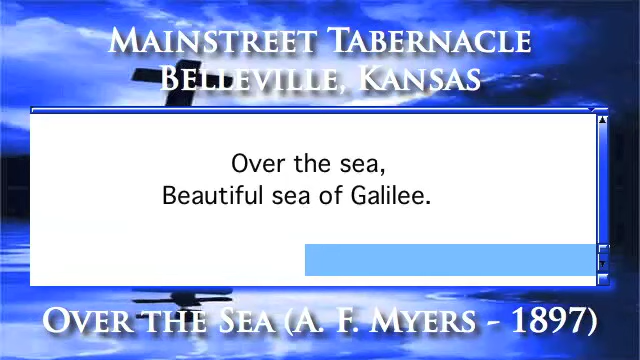 Mainstreet Tabernacle
Belleville, Kansas
Over the sea,
Beautiful sea of Galilee.
Over the Sea (A. F. Myers - 1897)